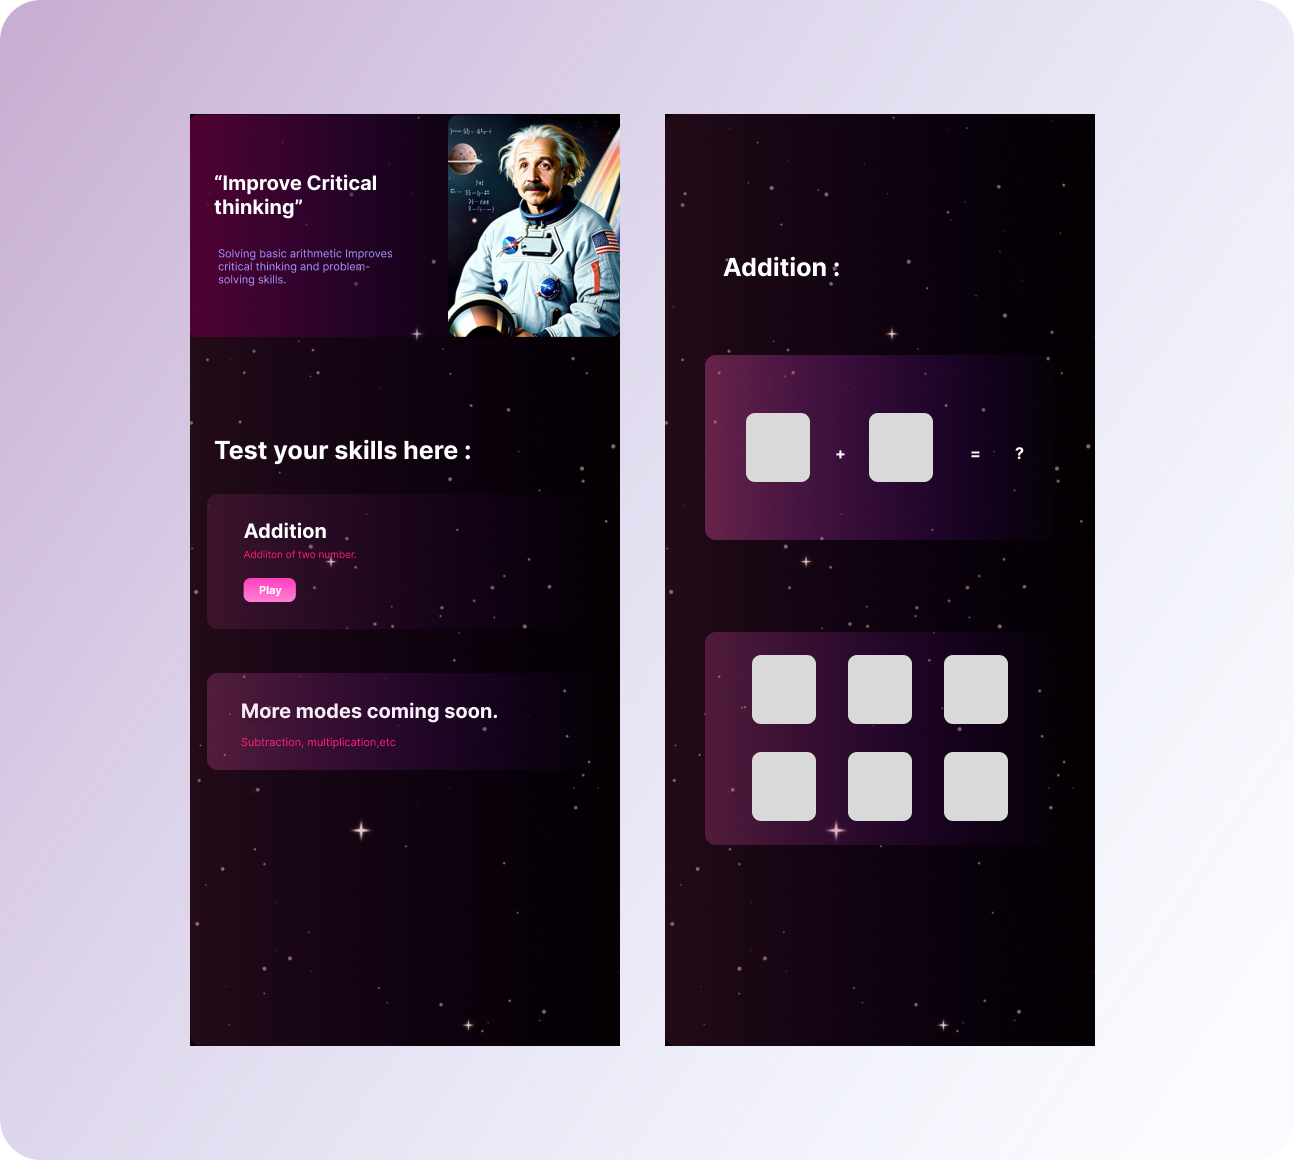 “Improve Critical
thinking”
Solving basic arithmetic Improves
critical thinking and problem-
solving skills.
Test your skills here :
Addition
Addiiton of two number.
Play
More modes coming soon.
Subtraction, multiplication,etc
Addition :
+ = ?